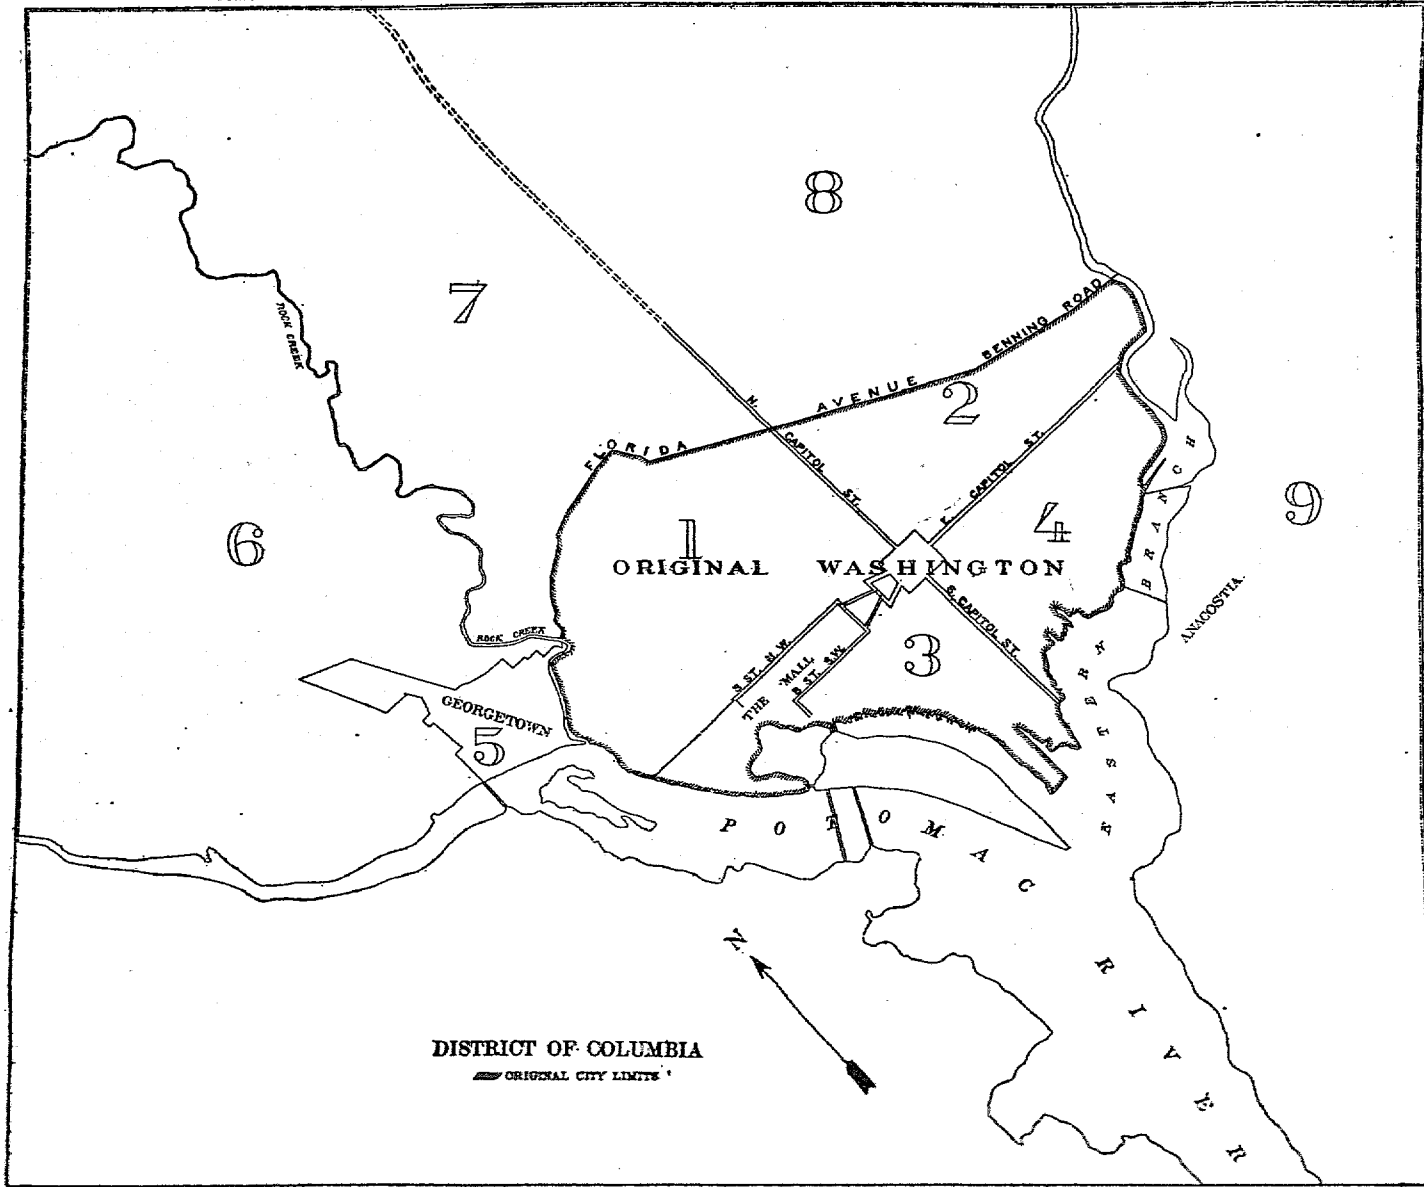 8
7
ROCK CREEK
BENNING ROAD
2
AVENUE
N.
FLORIDA
CAPITOL
ST.
E. CAPITOL ST.
BRANCH
9
6
1
4
ORIGINAL WASHINGTON
ANACOSTIA.
S. CAPITOL ST.
ROCK CREEK
3
EASTERN
THE MALL
B ST. S.W.
GEORGETOWN
5
POTOMAC RIVER
N
DISTRICT OF COLUMBIA
ORIGINAL CITY LIMITS